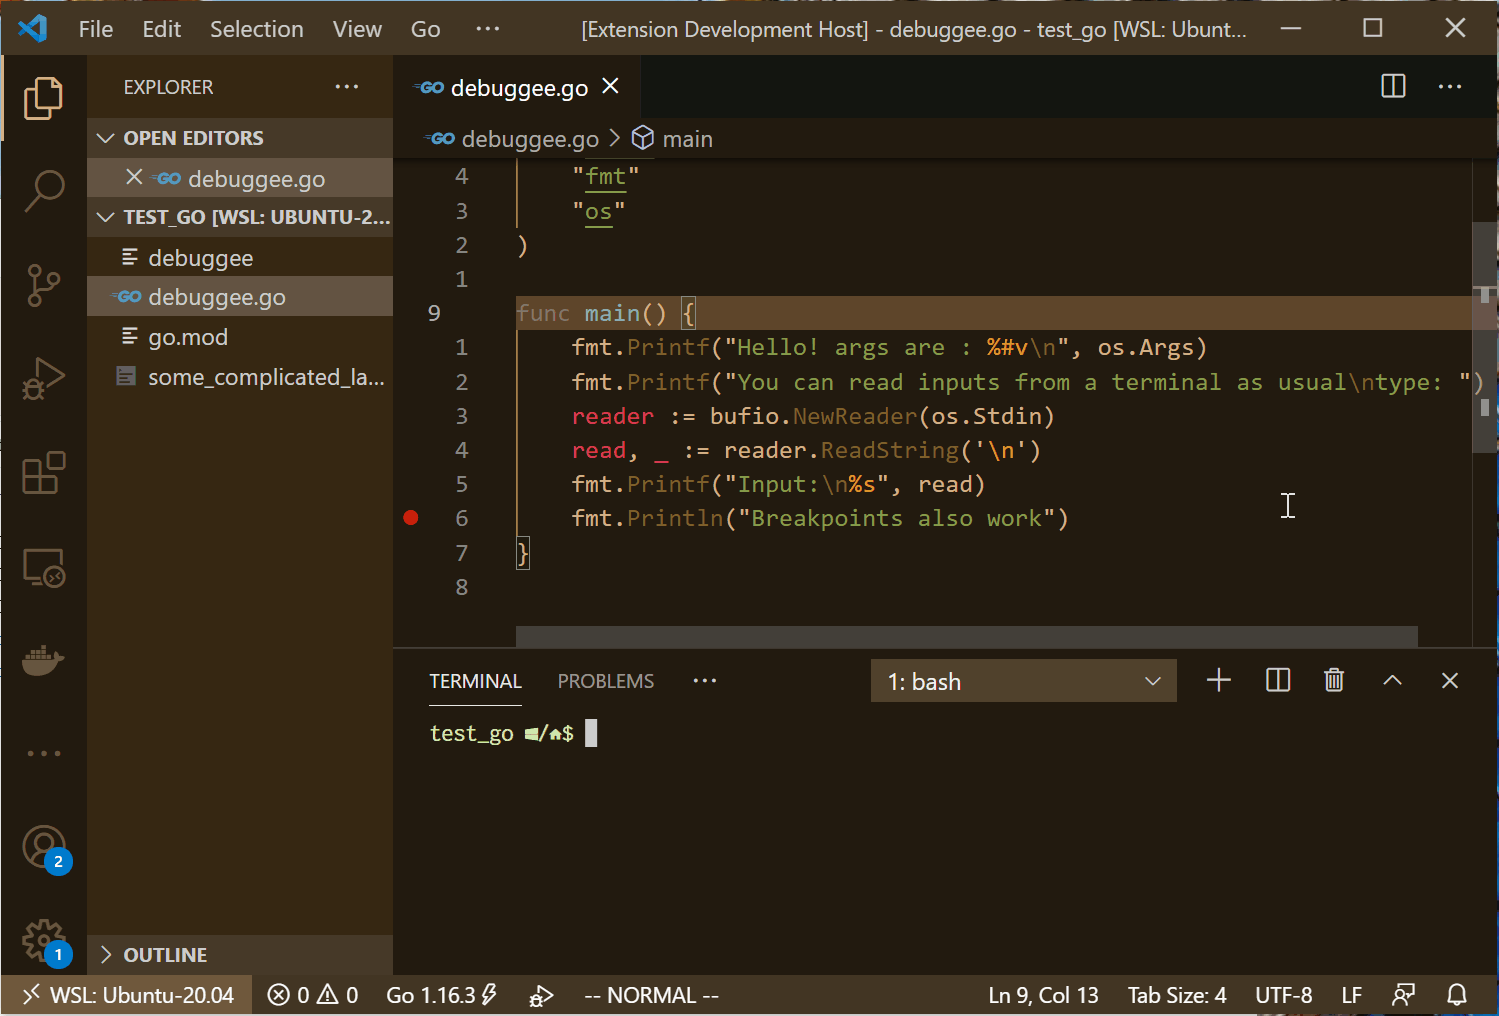 File Edit Selection View Go ··· [Extension Development Host] - debuggee.go - test_go [WSL: Ubunt...
EXPLORER ···
OPEN EDITORS
GO debuggee.go
TEST_GO [WSL: UBUNTU-2...
debuggee
GO debuggee.go
go.mod
some_complicated_la...
OUTLINE
2
1
GO debuggee.go
GO debuggee.go > main
4 "fmt"
3 "os"
2 )
1
9 func main() {
1 fmt.Printf("Hello! args are : %#v\n", os.Args)
2 fmt.Printf("You can read inputs from a terminal as usual\ntype: ")
3 reader := bufio.NewReader(os.Stdin)
4 read, _ := reader.ReadString('\n')
5 fmt.Printf("Input:\n%s", read)
6 fmt.Println("Breakpoints also work")
7 }
8
TERMINAL PROBLEMS ··· 1: bash
test_go /$
WSL: Ubuntu-20.04 0 0 Go 1.16.3 -- NORMAL -- Ln 9, Col 13 Tab Size: 4 UTF-8 LF